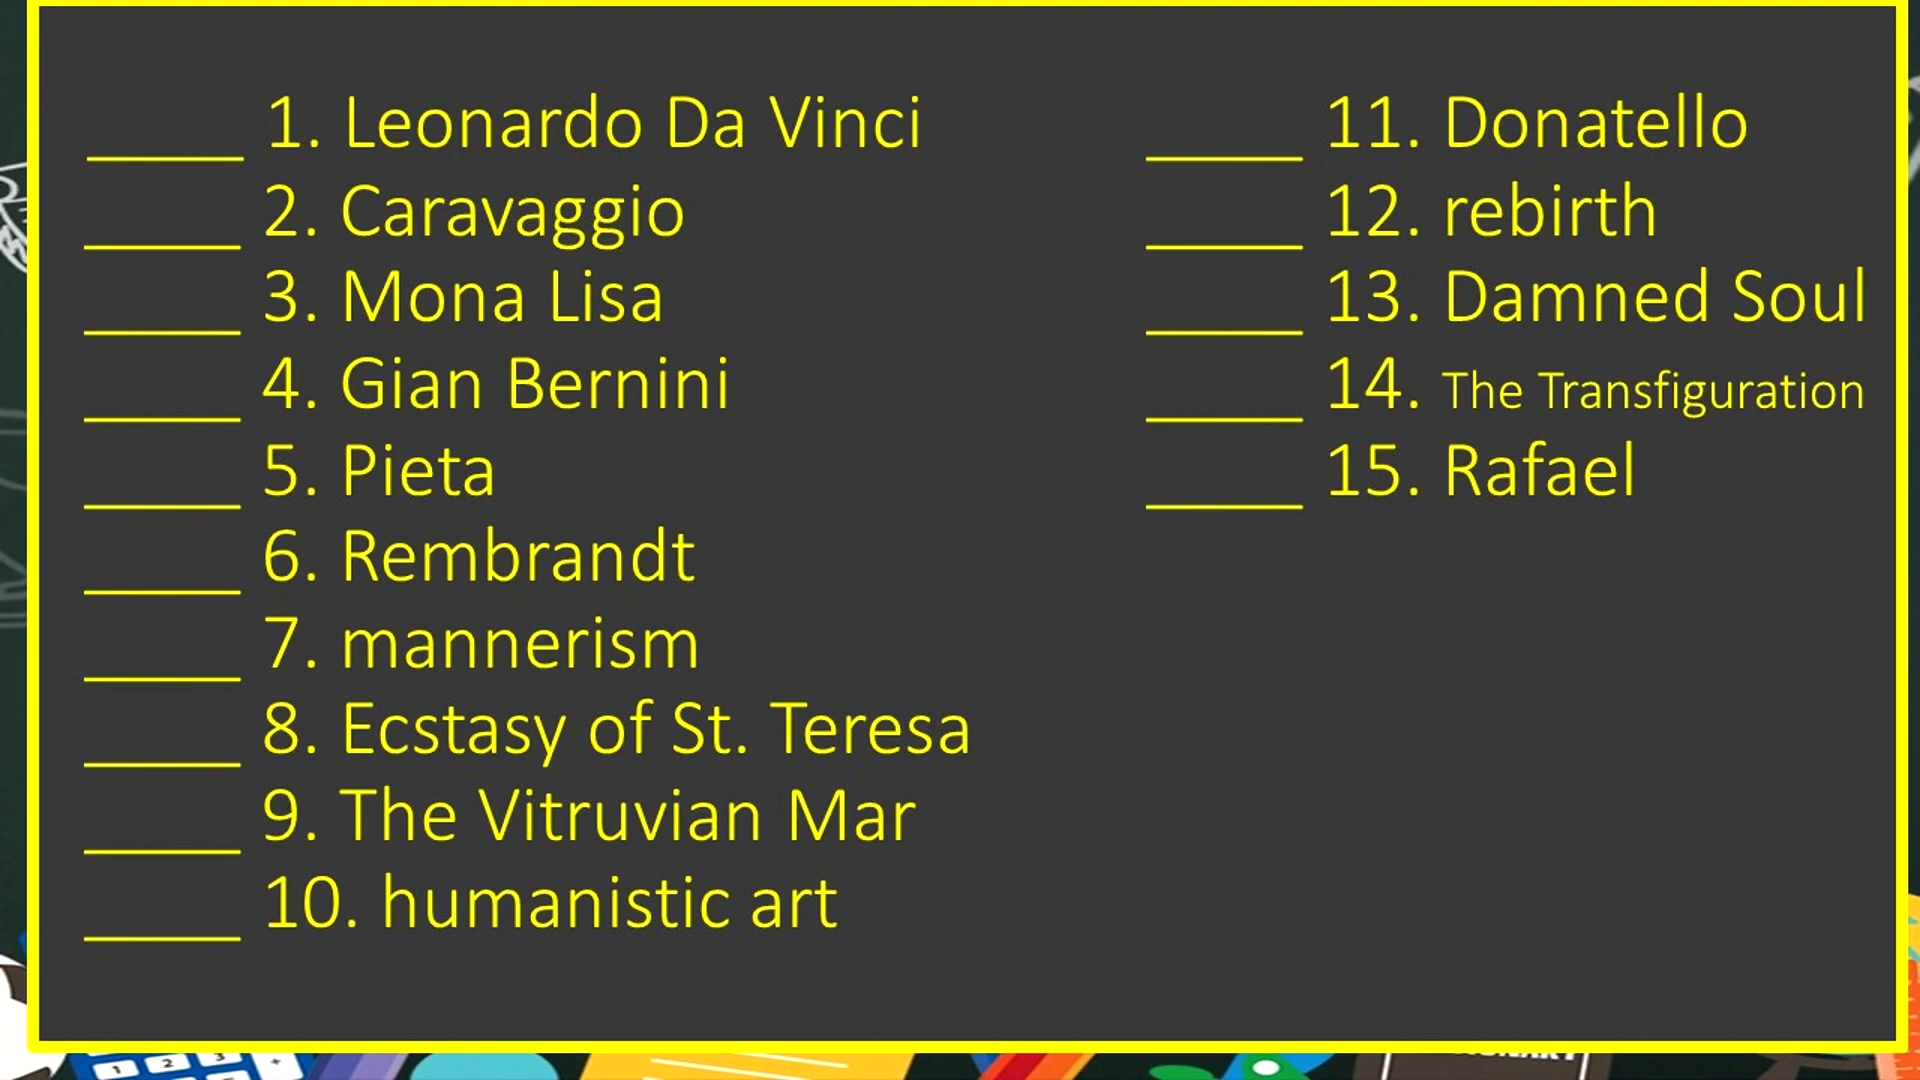 _____ 1. Leonardo Da Vinci
_____ 2. Caravaggio
_____ 3. Mona Lisa
_____ 4. Gian Bernini
_____ 5. Pieta
_____ 6. Rembrandt
_____ 7. mannerism
_____ 8. Ecstasy of St. Teresa
_____ 9. The Vitruvian Mar
_____ 10. humanistic art
_____ 11. Donatello
_____ 12. rebirth
_____ 13. Damned Soul
_____ 14. The Transfiguration
_____ 15. Rafael
1 2 3 +